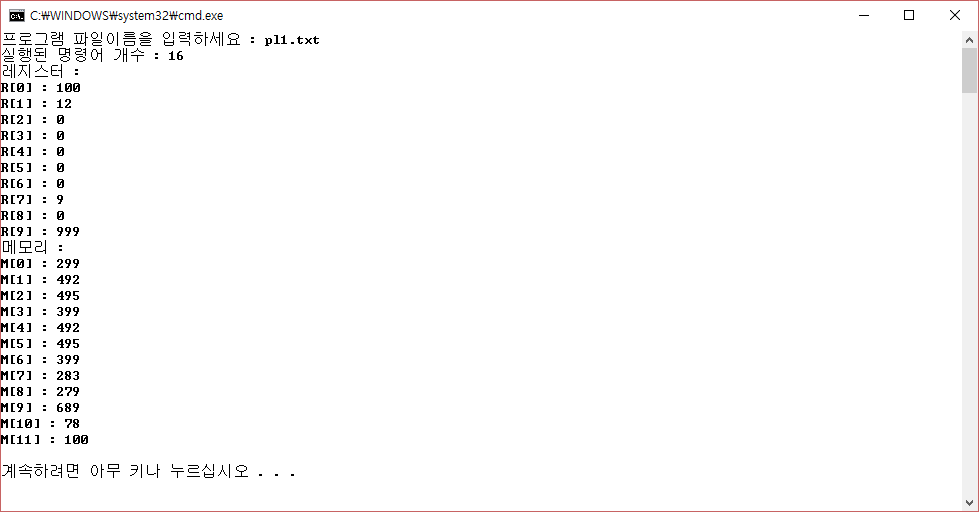 C:₩WINDOWS₩system32₩cmd.exe
프로그램 파일이름을 입력하세요 : pl1.txt
실행된 명령어 개수 : 16
레지스터 :
R[0] : 100
R[1] : 12
R[2] : 0
R[3] : 0
R[4] : 0
R[5] : 0
R[6] : 0
R[7] : 9
R[8] : 0
R[9] : 999
메모리 :
M[0] : 299
M[1] : 492
M[2] : 495
M[3] : 399
M[4] : 492
M[5] : 495
M[6] : 399
M[7] : 283
M[8] : 279
M[9] : 689
M[10] : 78
M[11] : 100
계속하려면 아무 키나 누르십시오 . . .